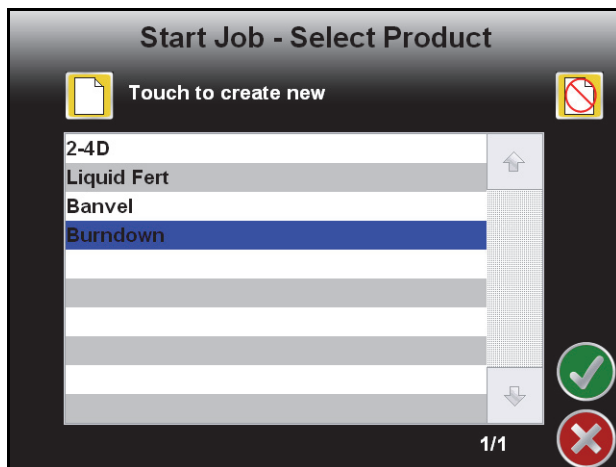 Start Job - Select Product
Touch to create new
2-4D
Liquid Fert
Banvel
Burndown
1/1